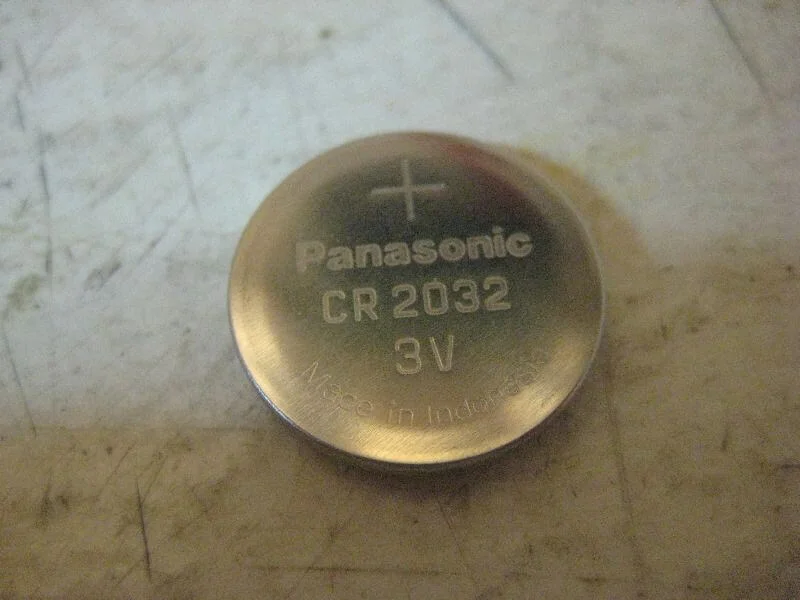 +
Panasonic
CR 2032
3V
Made in Indonesia